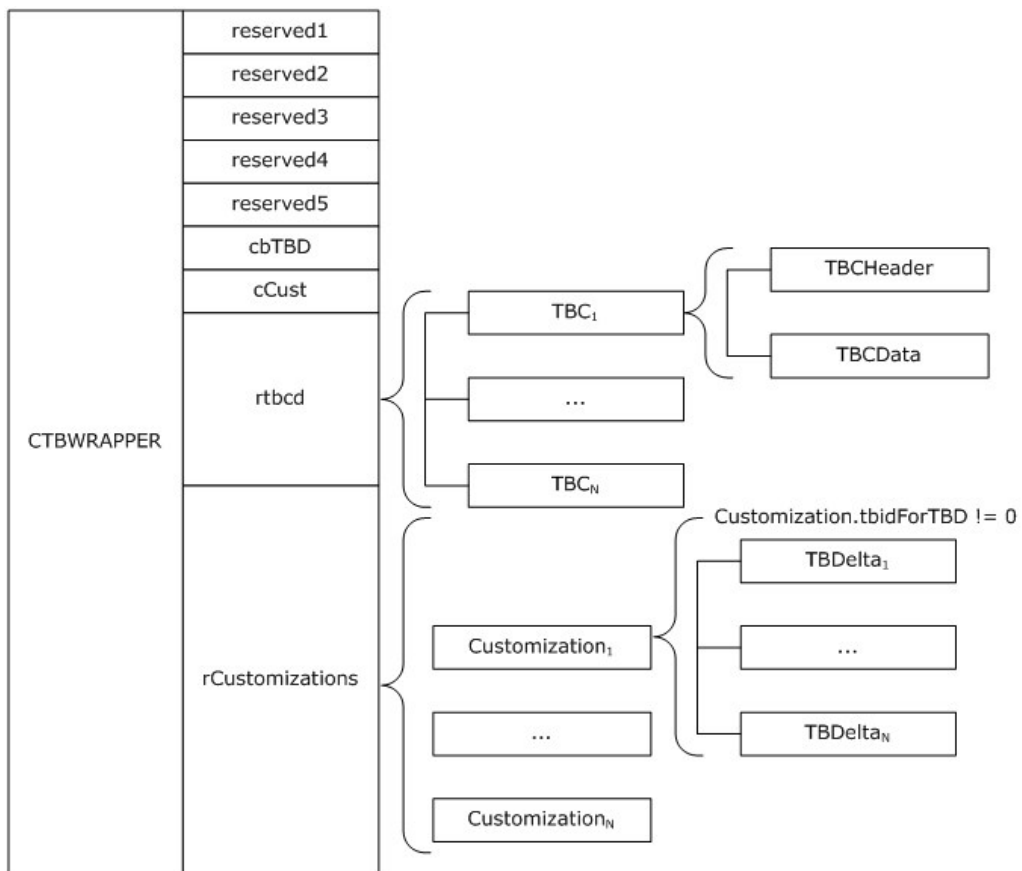 CTBWRAPPER
reserved1
reserved2
reserved3
reserved4
reserved5
cbTBD
cCust
rtbcd
rCustomizations
TBC₁
...
TBCₙ
TBCHeader
TBCData
Customization₁
...
Customizationₙ
Customization.tbidForTBD != 0
TBDelta₁
...
TBDeltaₙ